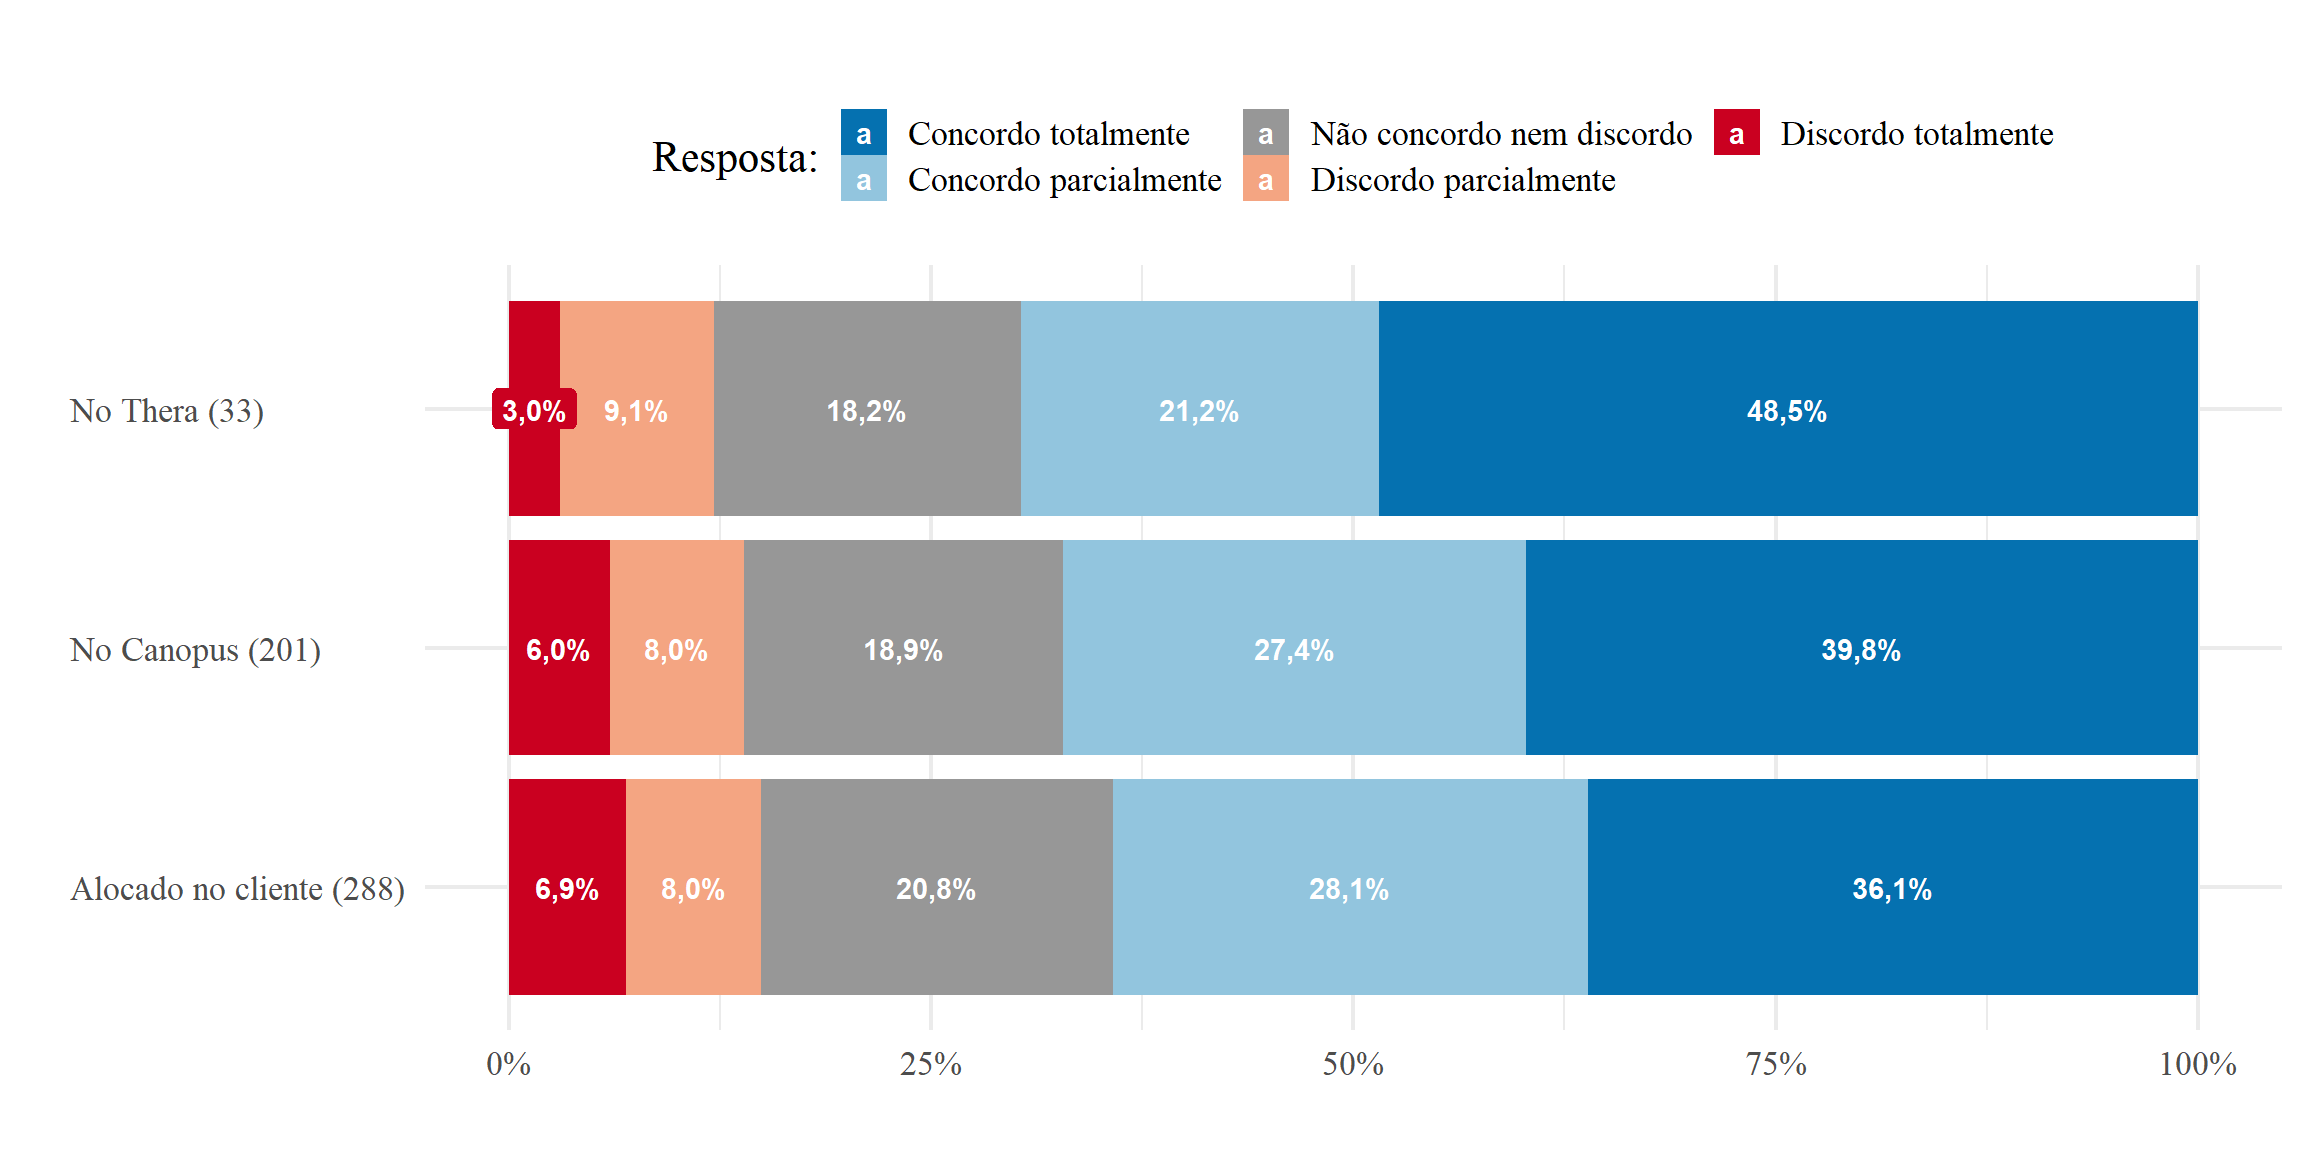 Resposta:
a Concordo totalmente
a Concordo parcialmente
a Não concordo nem discordo
a Discordo parcialmente
a Discordo totalmente
No Thera (33)
3,0% 9,1% 18,2% 21,2% 48,5%
No Canopus (201)
6,0% 8,0% 18,9% 27,4% 39,8%
Alocado no cliente (288)
6,9% 8,0% 20,8% 28,1% 36,1%
0% 25% 50% 75% 100%